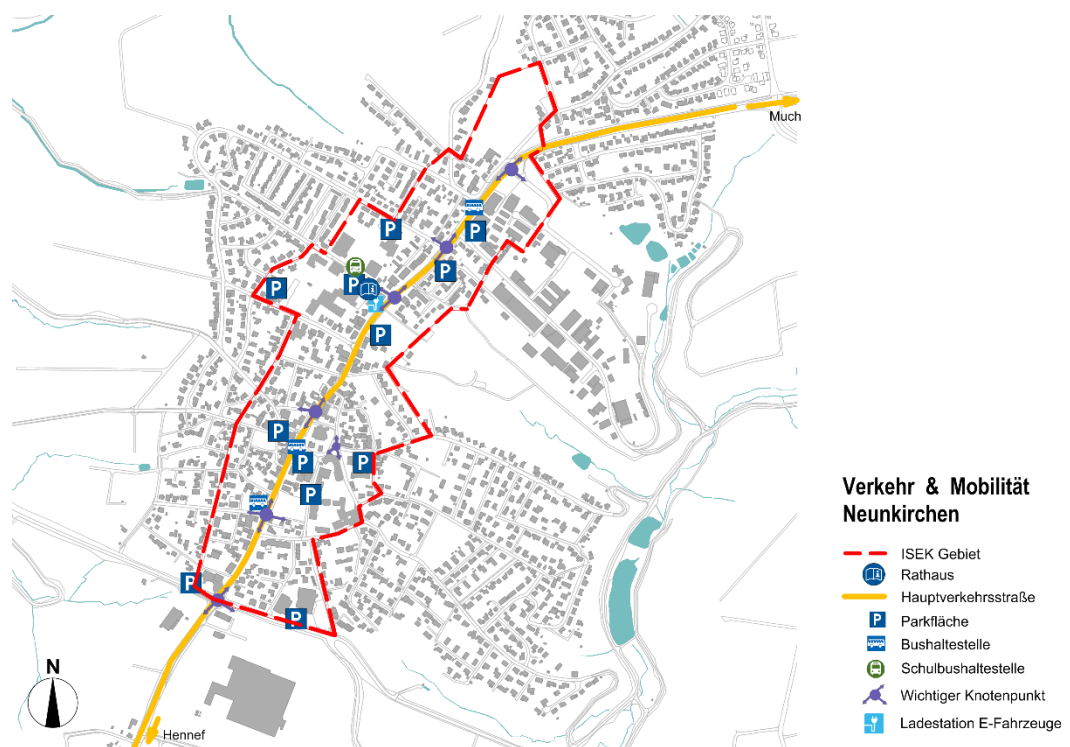 Much
P
P
P
P
P
P
P
P
P
P
P
P
Verkehr & Mobilität
Neunkirchen
ISEK Gebiet
Rathaus
Hauptverkehrsstraße
P Parkfläche
Bushaltestelle
Schulbushaltestelle
Wichtiger Knotenpunkt
Ladestation E-Fahrzeuge
N
Hennef